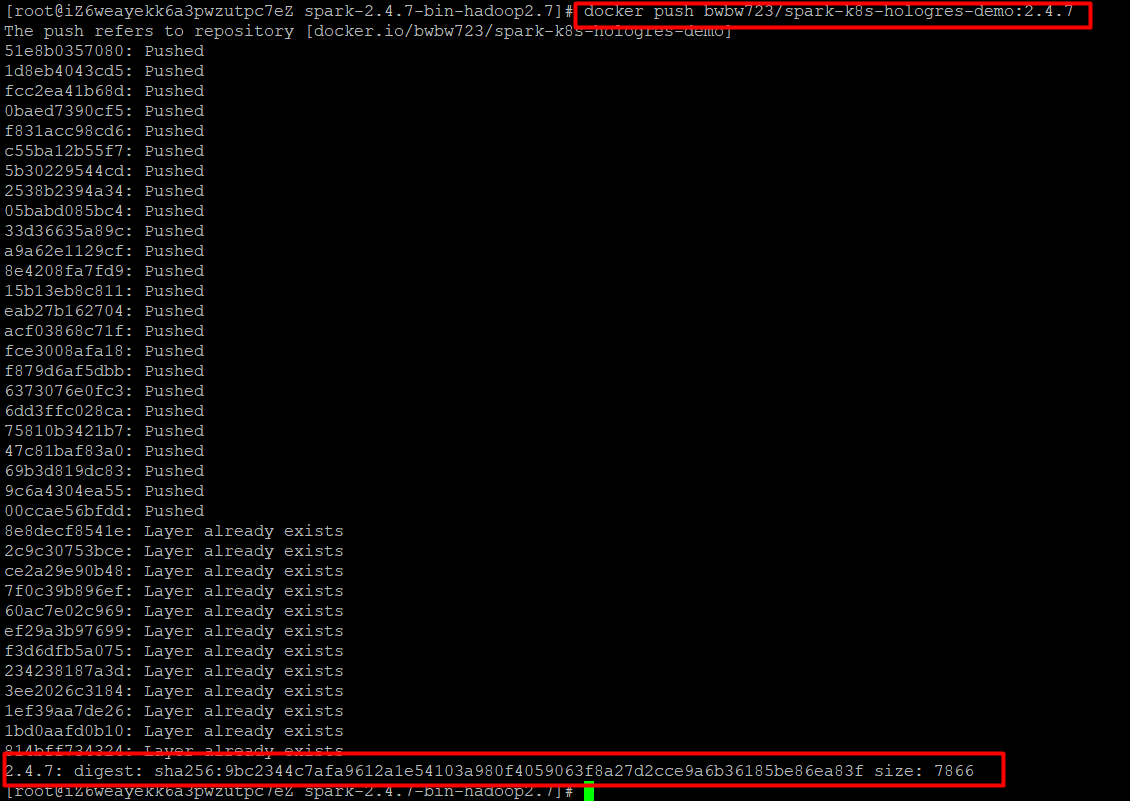 [root@iZ6weayekk6a3pwzutpc7eZ spark-2.4.7-bin-hadoop2.7]# docker push bwbw723/spark-k8s-hologres-demo:2.4.7
The push refers to repository [docker.io/bwbw723/spark-k8s-hologres-demo]
51e8b0357080: Pushed
1d8eb4043cd5: Pushed
fcc2ea41b68d: Pushed
0baed7390cf5: Pushed
f831acc98cd6: Pushed
c55ba12b55f7: Pushed
5b30229544cd: Pushed
2538b2394a34: Pushed
05babd085bc4: Pushed
33d36635a89c: Pushed
a9a62e1129cf: Pushed
8e4208fa7fd9: Pushed
15b13eb8c811: Pushed
eab27b162704: Pushed
acf03868c71f: Pushed
fce3008afa18: Pushed
f879d6af5dbb: Pushed
6373076e0fc3: Pushed
6dd3ffc028ca: Pushed
75810b3421b7: Pushed
47c81baf83a0: Pushed
69b3d819dc83: Pushed
9c6a4304ea55: Pushed
00ccae56bfdd: Pushed
8e8decf8541e: Layer already exists
2c9c30753bce: Layer already exists
ce2a29e90b48: Layer already exists
7f0c39b896ef: Layer already exists
60ac7e02c969: Layer already exists
ef29a3b97699: Layer already exists
f3d6dfb5a075: Layer already exists
234238187a3d: Layer already exists
3ee2026c3184: Layer already exists
1ef39aa7de26: Layer already exists
1bd0aafd0b10: Layer already exists
814bff734324: Layer already exists
2.4.7: digest: sha256:9bc2344c7afa9612a1e54103a980f4059063f8a27d2cce9a6b36185be86ea83f size: 7866
[root@iZ6weayekk6a3pwzutpc7eZ spark-2.4.7-bin-hadoop2.7]#